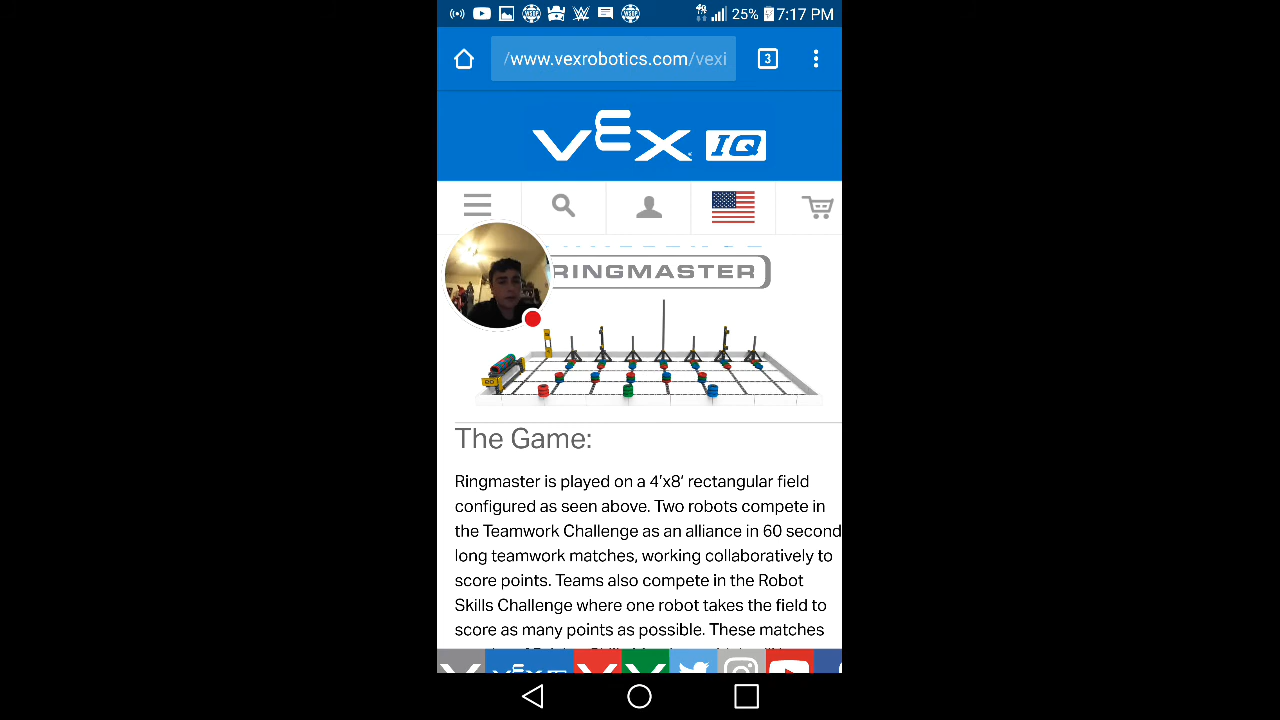 25% 7:17 PM
/www.vexrobotics.com/vexi
3
VEX IQ
RINGMASTER
The Game:
Ringmaster is played on a 4'x8' rectangular field
configured as seen above. Two robots compete in
the Teamwork Challenge as an alliance in 60 second
long teamwork matches, working collaboratively to
score points. Teams also compete in the Robot
Skills Challenge where one robot takes the field to
score as many points as possible. These matches